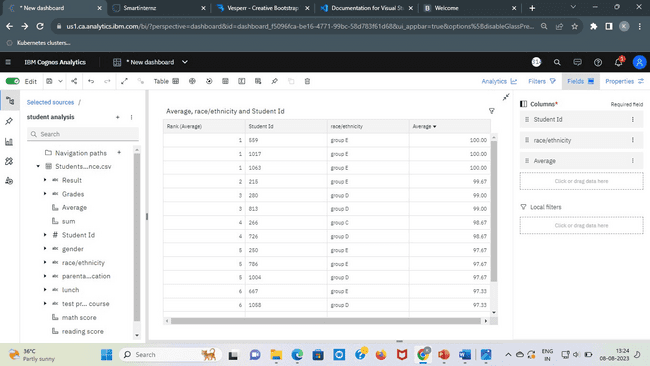 * New dashboard
Smartinternz
Vesperr - Creative Bootstrap
Documentation for Visual St
Welcome
us1.ca.analytics.ibm.com/bi/?perspective=dashboard&id=dashboard_f5096fca-be16-4771-99bc-58d783f61d68&ui_appbar=true&options%5BdisableGlassPre...
Kubernetes clusters...
IBM Cognos Analytics
* New dashboard
Edit
Table
Analytics
Filters
Fields
Properties
Selected sources /
student analysis
Search
Navigation paths
Students...nce.csv
Result
Grades
Average
sum
Student Id
gender
race/ethnicity
parenta...cation
lunch
test pr... course
math score
reading score
Average, race/ethnicity and Student Id
Rank (Average) Student Id race/ethnicity Average
1 559 group E 100.00
1 1017 group E 100.00
1 1063 group E 100.00
2 215 group E 99.67
3 280 group D 99.00
3 813 group D 99.00
4 266 group C 98.67
4 726 group D 98.67
5 250 group E 97.67
5 786 group E 97.67
5 1004 group D 97.67
6 667 group E 97.33
6 1058 group D 97.33
Columns*
Required field
Student Id
race/ethnicity
Average
Click or drag data here
Local filters
Click or drag data here
36°C
Partly sunny
Search
ENG
IN
13:24
08-08-2023